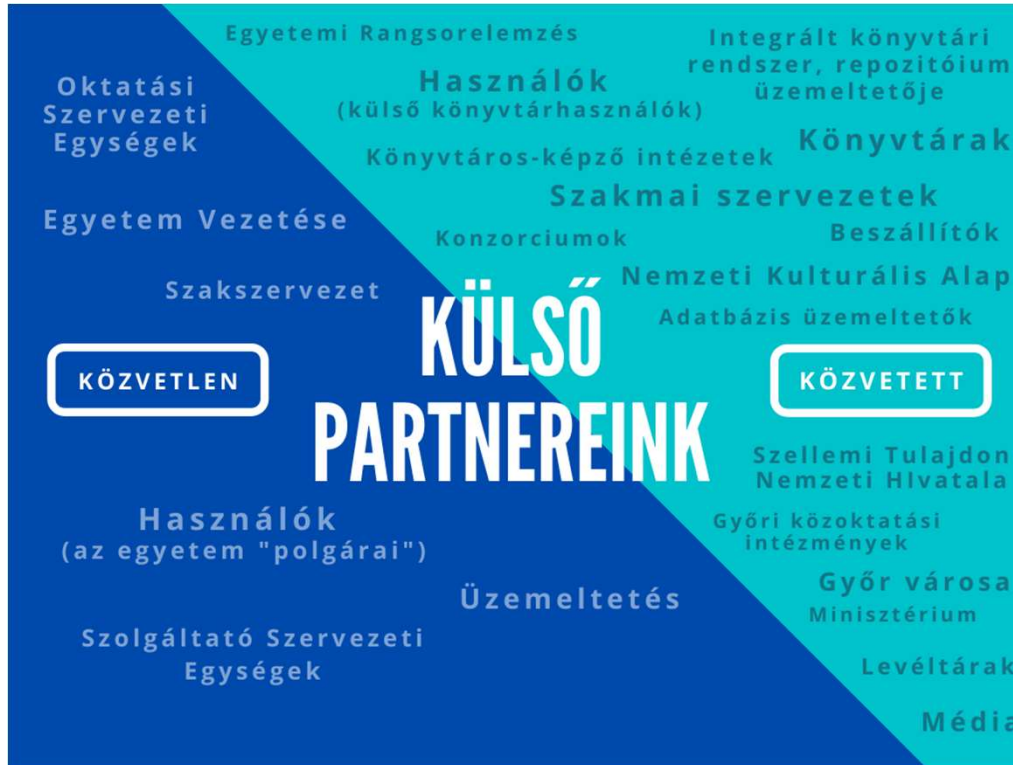 Egyetemi Rangsorelemzés
Integrált könyvtári
rendszer, repozitóium
üzemeltetője
Oktatási
Szervezeti
Egységek
Használók
(külső könyvtárhasználók)
Könyvtárak
Könyvtáros-képző intézetek
Szakmai szervezetek
Egyetem Vezetése
Konzorciumok
Beszállítók
Nemzeti Kulturális Alap
Szakszervezet
Adatbázis üzemeltetők
KÜLSŐ
PARTNEREINK
KÖZVETLEN
KÖZVETETT
Szellemi Tulajdon
Nemzeti HIvatala
Használók
(az egyetem "polgárai")
Győri közoktatási
intézmények
Győr városa
Üzemeltetés
Minisztérium
Szolgáltató Szervezeti
Egységek
Levéltárak
Média